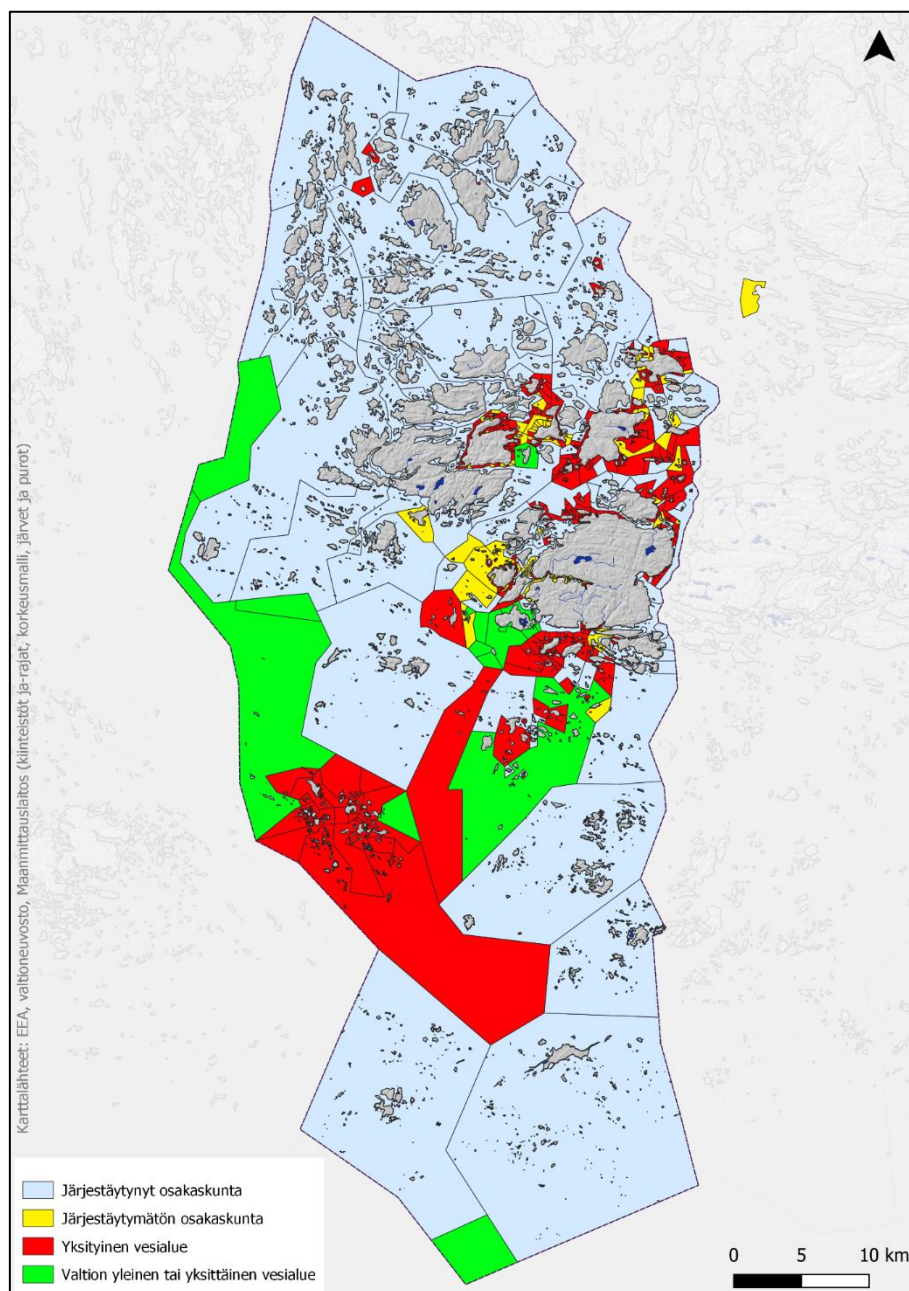 Karttalähteet: EEA, valtioneuvosto, Maanmittauslaitos (kiinteistöt ja-rajat, korkeusmalli, järvet ja purot)
Järjestäytynyt osakaskunta
Järjestäytymätön osakaskunta
Yksityinen vesialue
Valtion yleinen tai yksittäinen vesialue
0 5 10 km